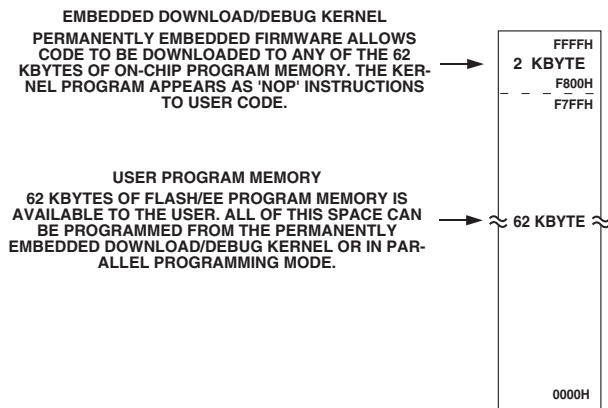 EMBEDDED DOWNLOAD/DEBUG KERNEL
PERMANENTLY EMBEDDED FIRMWARE ALLOWS
CODE TO BE DOWNLOADED TO ANY OF THE 62
KBYTES OF ON-CHIP PROGRAM MEMORY. THE KER-
NEL PROGRAM APPEARS AS 'NOP' INSTRUCTIONS
TO USER CODE.
FFFFH
2 KBYTE
F800H
F7FFH
USER PROGRAM MEMORY
62 KBYTES OF FLASH/EE PROGRAM MEMORY IS
AVAILABLE TO THE USER. ALL OF THIS SPACE CAN
BE PROGRAMMED FROM THE PERMANENTLY
EMBEDDED DOWNLOAD/DEBUG KERNEL OR IN PAR-
ALLEL PROGRAMMING MODE.
62 KBYTE
0000H